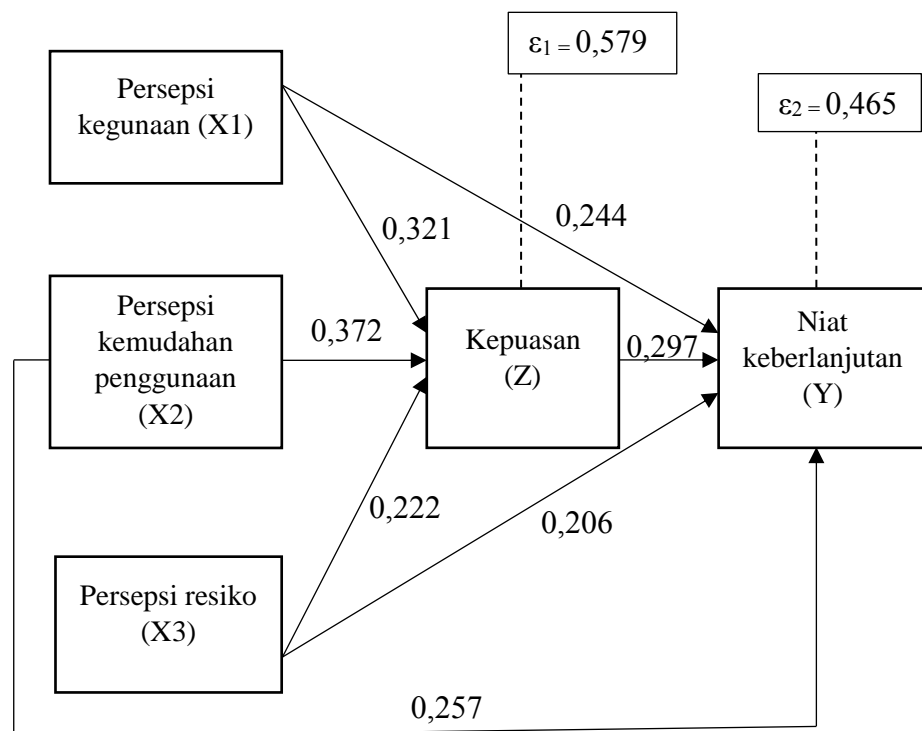 ε1 = 0,579
ε2 = 0,465
Persepsi
kegunaan (X1)
0,321
0,244
Persepsi
kemudahan
penggunaan
(X2)
0,372
Kepuasan
(Z)
0,297
Niat
keberlanjutan
(Y)
0,222
0,206
Persepsi resiko
(X3)
0,257